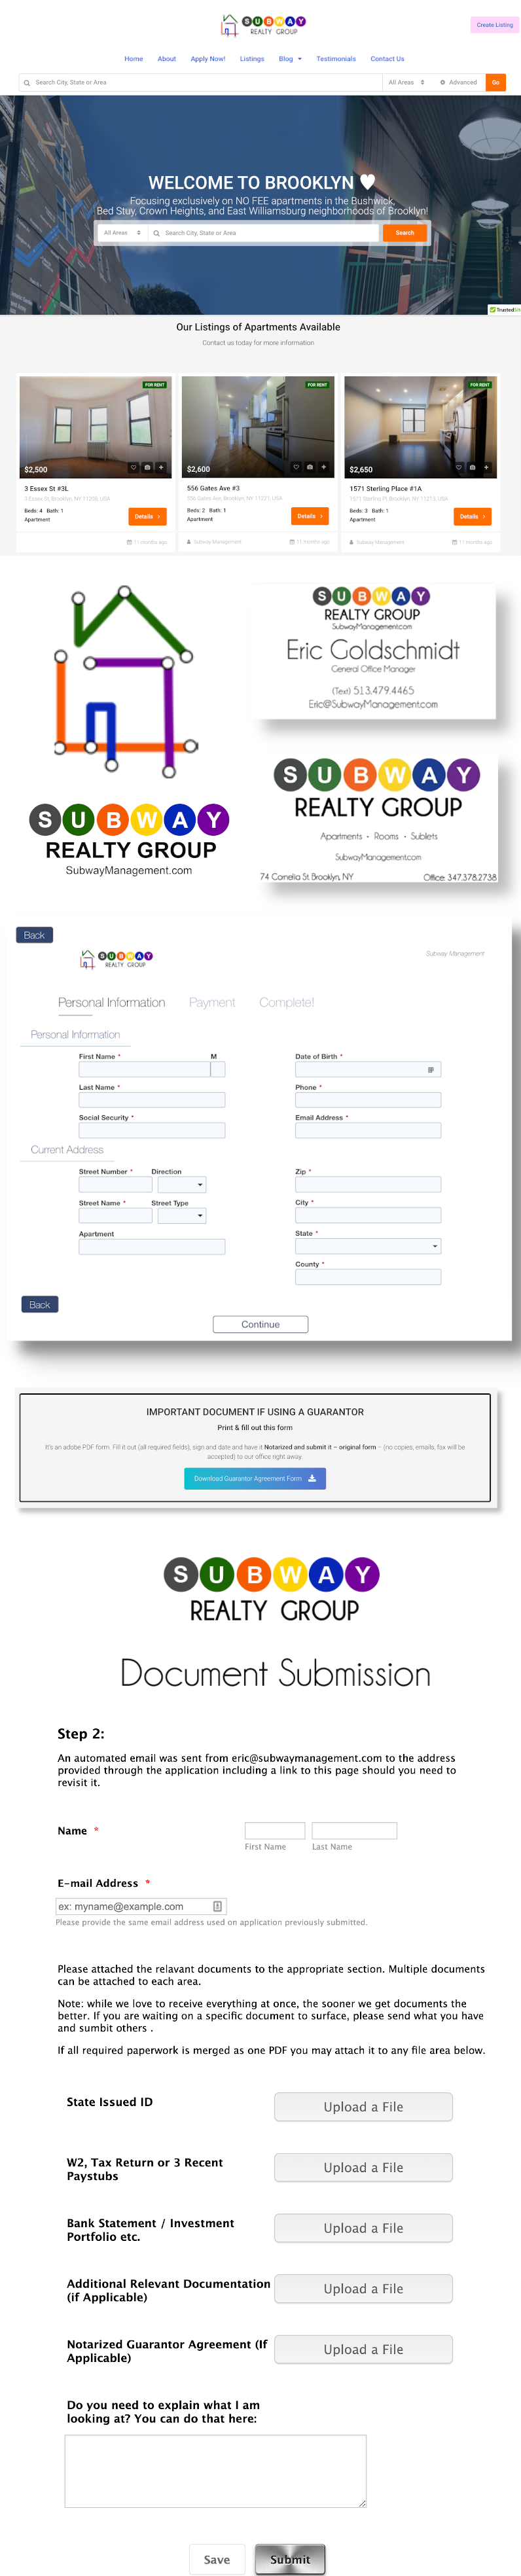 SUBWAY
REALTY GROUP
Create Listing
Home About Apply Now! Listings Blog Testimonials Contact Us
Search City, State or Area All Areas Advanced Go
WELCOME TO BROOKLYN
Focusing exclusively on NO FEE apartments in the Bushwick,
Bed Stuy, Crown Heights, and East Williamsburg neighborhoods of Brooklyn!
All Areas Search City, State or Area Search
TrustedSite
Our Listings of Apartments Available
Contact us today for more information
FOR RENT
$2,500
3 Essex St #3L
3 Essex St, Brooklyn, NY 11208, USA
Beds: 4 Bath: 1
Apartment
Details
11 months ago
FOR RENT
$2,600
556 Gates Ave #3
556 Gates Ave, Brooklyn, NY 11221, USA
Beds: 2 Bath: 1
Apartment
Details
Subway Management 11 months ago
FOR RENT
$2,650
1571 Sterling Place #1A
1571 Sterling Pl, Brooklyn, NY 11213, USA
Beds: 3 Bath: 1
Apartment
Details
Subway Management 11 months ago
SUBWAY
REALTY GROUP
SubwayManagement.com
SUBWAY
REALTY GROUP
SubwayManagement.com
Eric Goldschmidt
General Office Manager
(Text) 513.479.4465
Eric@SubwayManagement.com
SUBWAY
REALTY GROUP
Apartments • Rooms • Sublets
SubwayManagement.com
74 Cornelia St. Brooklyn, NY Office: 347.378.2738
Back
SUBWAY
REALTY GROUP
Subway Management
Personal Information Payment Complete!
Personal Information
First Name * M
Date of Birth *
Last Name *
Phone *
Social Security *
Email Address *
Current Address
Street Number * Direction
Zip *
Street Name * Street Type
City *
Apartment
State *
County *
Back
Continue
IMPORTANT DOCUMENT IF USING A GUARANTOR
Print & fill out this form
It's an adobe PDF form. Fill it out (all required fields), sign and date and have it Notarized and submit it – original form - (no copies, emails, fax will be
accepted) to our office right away.
Download Guarantor Agreement Form
SUBWAY
REALTY GROUP
Document Submission
Step 2:
An automated email was sent from eric@subwaymanagement.com to the address
provided through the application including a link to this page should you need to
revisit it.
Name *
First Name Last Name
E-mail Address *
ex: myname@example.com
Please provide the same email address used on application previously submitted.
Please attached the relavant documents to the appropriate section. Multiple documents
can be attached to each area.
Note: while we love to receive everything at once, the sooner we get documents the
better. If you are waiting on a specific document to surface, please send what you have
and sumbit others .
If all required paperwork is merged as one PDF you may attach it to any file area below.
State Issued ID Upload a File
W2, Tax Return or 3 Recent
Paystubs
Upload a File
Bank Statement / Investment
Portfolio etc.
Upload a File
Additional Relevant Documentation
(if Applicable)
Upload a File
Notarized Guarantor Agreement (If
Applicable)
Upload a File
Do you need to explain what I am
looking at? You can do that here:
Save Submit